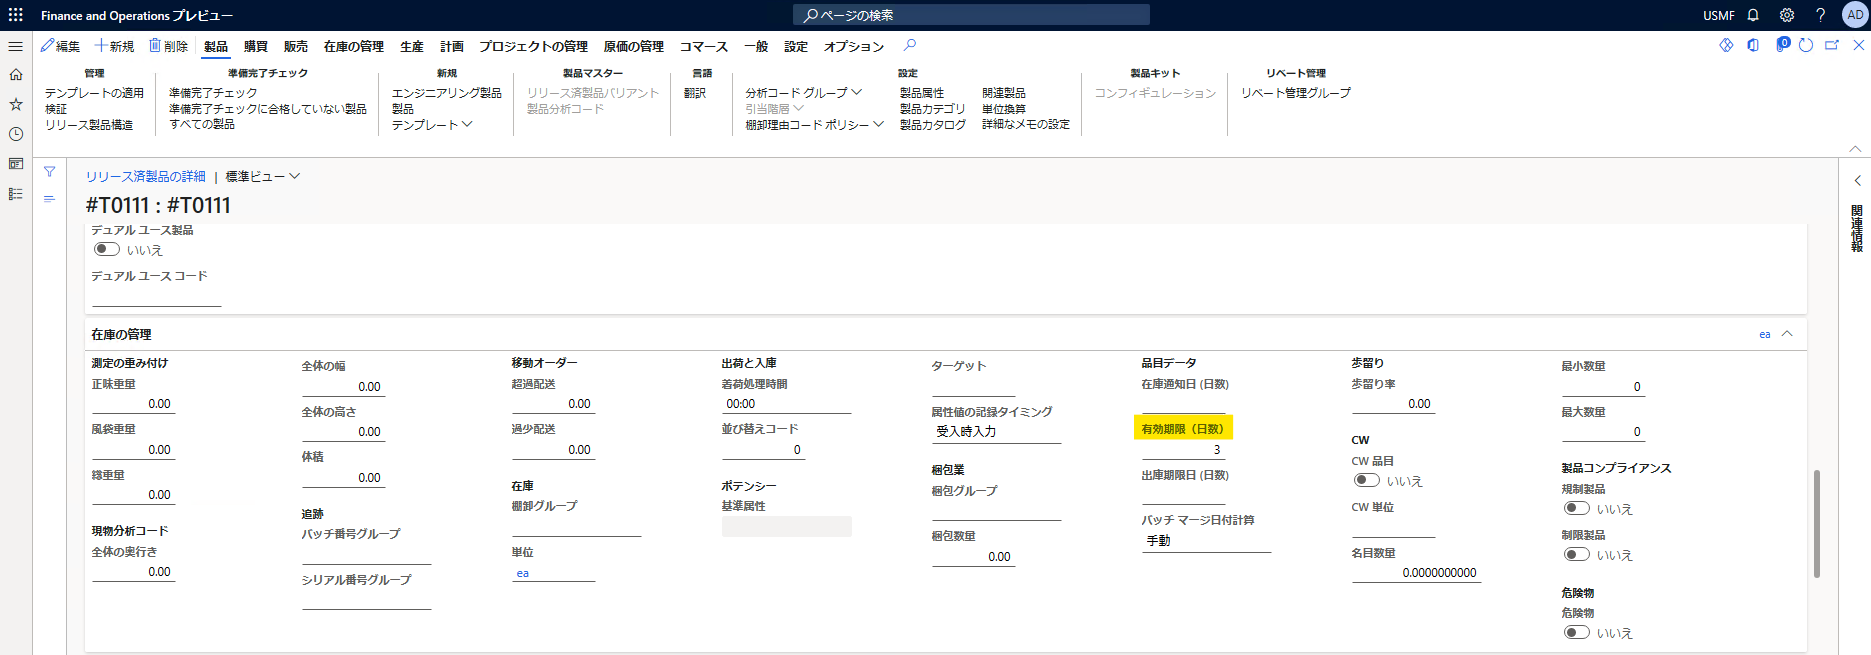 Finance and Operations プレビュー
ページの検索
USMF
AD
編集
新規
削除
製品
購買
販売
在庫の管理
生産
計画
プロジェクトの管理
原価の管理
コマース
一般
設定
オプション
0
管理
テンプレートの適用
検証
リリース製品構造
準備完了チェック
準備完了チェック
準備完了チェックに合格していない製品
すべての製品
新規
エンジニアリング製品
製品
テンプレート
製品マスター
リリース済製品バリアント
製品分析コード
言語
翻訳
設定
分析コード グループ
引当階層
棚卸理由コード ポリシー
製品属性
製品カテゴリ
製品カタログ
関連製品
単位換算
詳細なメモの設定
製品キット
コンフィギュレーション
リベート管理
リベート管理グループ
リリース済製品の詳細 | 標準ビュー
#T0111 : #T0111
関連情報
デュアル ユース製品
いいえ
デュアル ユース コード
在庫の管理
ea
測定の重み付け
正味重量
0.00
風袋重量
0.00
総重量
0.00
現物分析コード
全体の奥行き
0.00
全体の幅
0.00
全体の高さ
0.00
体積
0.00
追跡
バッチ番号グループ
シリアル番号グループ
移動オーダー
超過配送
0.00
過少配送
0.00
在庫
棚卸グループ
単位
ea
出荷と入庫
着荷処理時間
00:00
並び替えコード
0
ポテンシー
基準属性
ターゲット
属性値の記録タイミング
受入時入力
梱包業
梱包グループ
梱包数量
0.00
品目データ
在庫通知日 (日数)
有効期限（日数）
3
出庫期限日 (日数)
バッチ マージ日付計算
手動
歩留り
歩留り率
0.00
CW
CW 品目
いいえ
CW 単位
名目数量
0.0000000000
最小数量
0
最大数量
0
製品コンプライアンス
規制製品
いいえ
制限製品
いいえ
危険物
危険物
いいえ